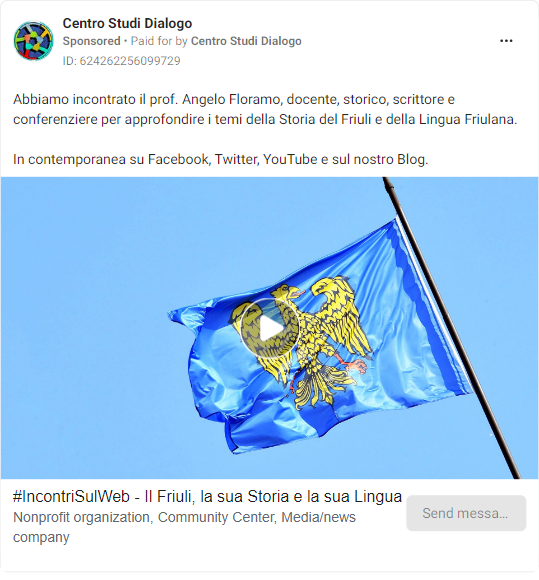 Centro Studi Dialogo
Sponsored • Paid for by Centro Studi Dialogo
ID: 624262256099729
Abbiamo incontrato il prof. Angelo Floramo, docente, storico, scrittore e
conferenziere per approfondire i temi della Storia del Friuli e della Lingua Friulana.
In contemporanea su Facebook, Twitter, YouTube e sul nostro Blog.
#IncontriSulWeb - Il Friuli, la sua Storia e la sua Lingua
Nonprofit organization, Community Center, Media/news
company
Send messa...